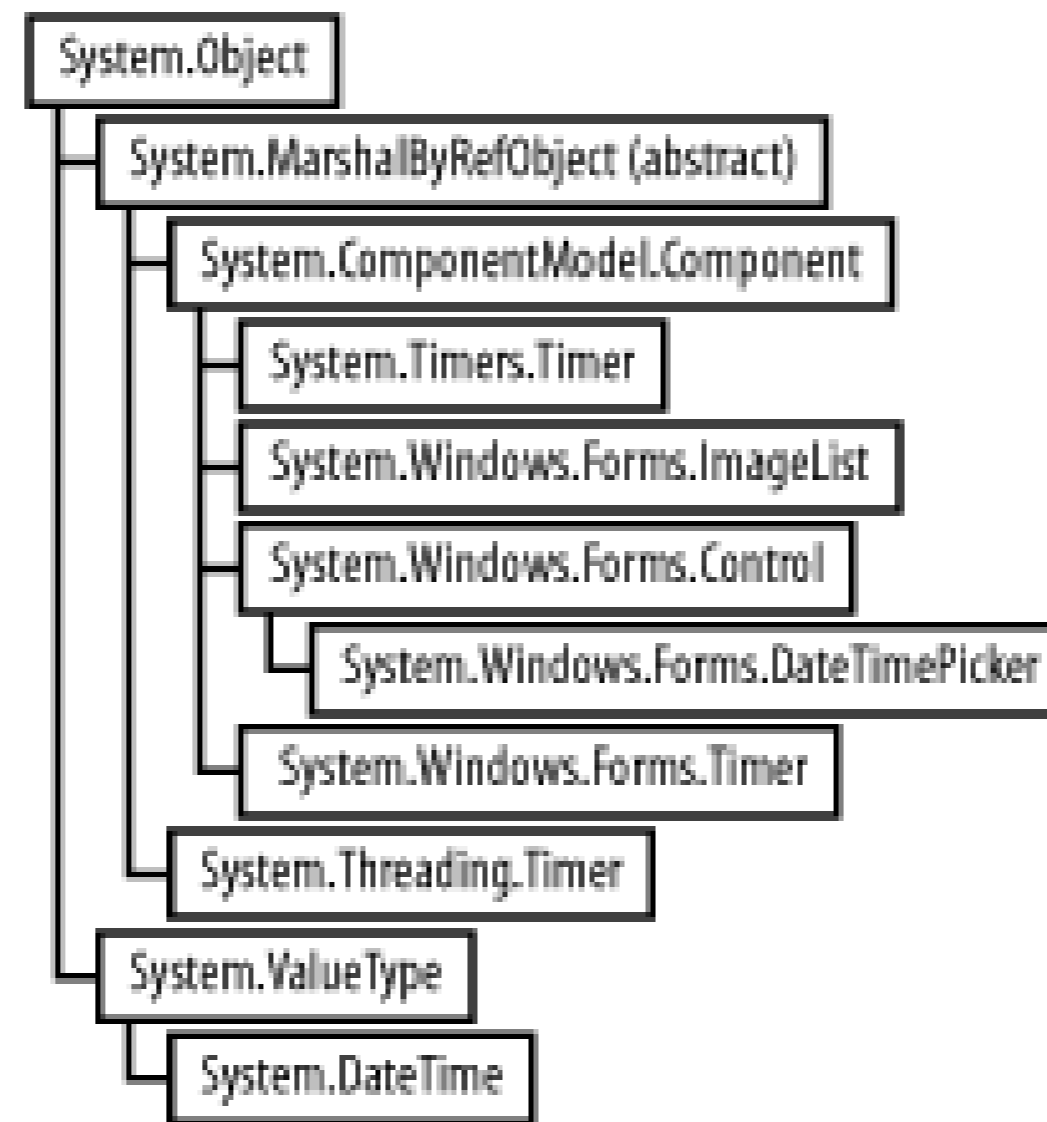 System.Object
System.MarshalByRefObject (abstract)
System.ComponentModel.Component
System.Timers.Timer
System.Windows.Forms.ImageList
System.Windows.Forms.Control
System.Windows.Forms.DateTimePicker
System.Windows.Forms.Timer
System.Threading.Timer
System.ValueType
System.DateTime